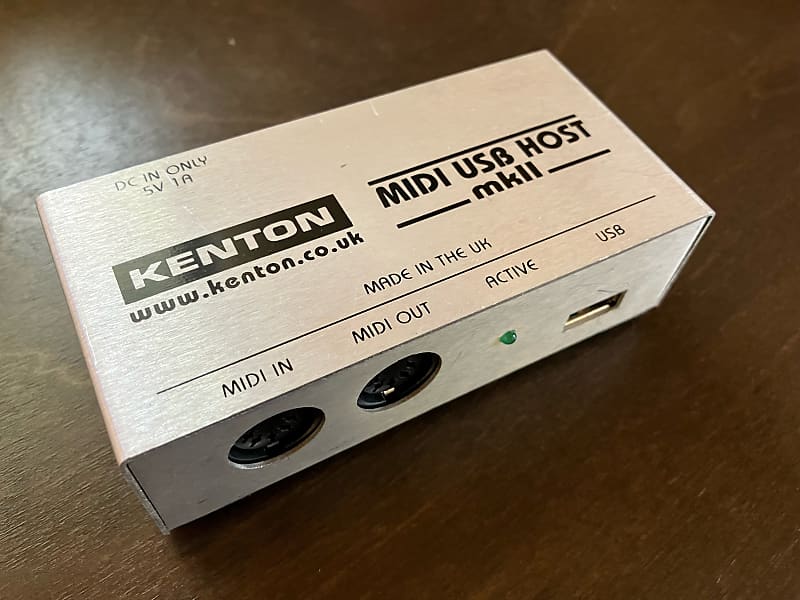 DC IN ONLY
5V 1A
KENTON
www.kenton.co.uk
MIDI USB HOST
mkII
MADE IN THE UK
MIDI IN
MIDI OUT
ACTIVE
USB